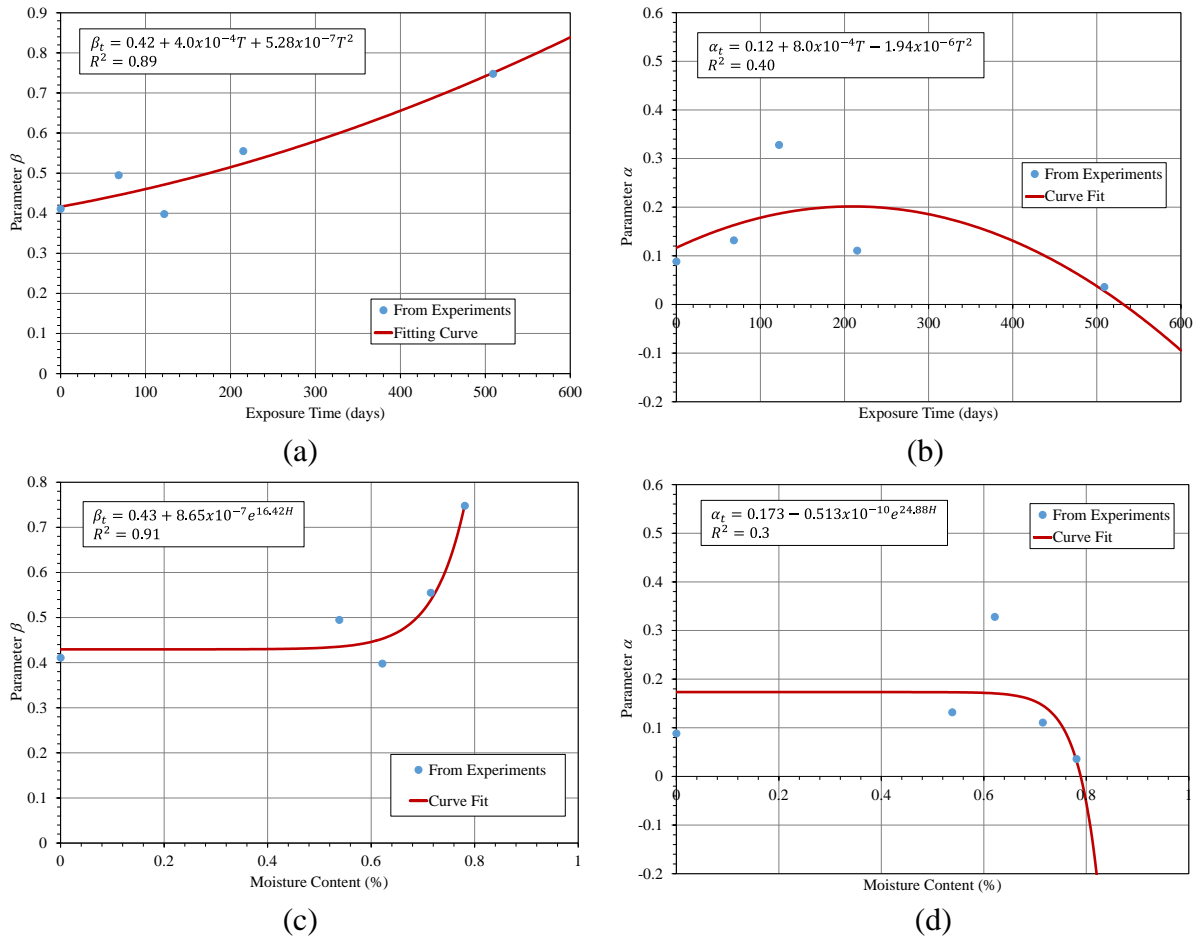 0.9
0.8
0.7
0.6
0.5
0.4
0.3
0.2
0.1
0
Parameter β
β_t = 0.42 + 4.0x10^{-4}T + 5.28x10^{-7}T^2
R^2 = 0.89
From Experiments
Fitting Curve
0 100 200 300 400 500 600
Exposure Time (days)
(a)
0.6
0.5
0.4
0.3
0.2
0.1
0
-0.1
-0.2
Parameter α
α_t = 0.12 + 8.0x10^{-4}T − 1.94x10^{-6}T^2
R^2 = 0.40
From Experiments
Curve Fit
0 100 200 300 400 500 600
Exposure Time (days)
(b)
0.8
0.7
0.6
0.5
0.4
0.3
0.2
0.1
0
Parameter β
β_t = 0.43 + 8.65x10^{-7}e^{16.42H}
R^2 = 0.91
From Experiments
Curve Fit
0 0.2 0.4 0.6 0.8 1
Moisture Content (%)
(c)
0.6
0.5
0.4
0.3
0.2
0.1
0
-0.1
-0.2
Parameter α
α_t = 0.173 − 0.513x10^{-10}e^{24.88H}
R^2 = 0.3
From Experiments
Curve Fit
0 0.2 0.4 0.6 0.8 1
Moisture Content (%)
(d)